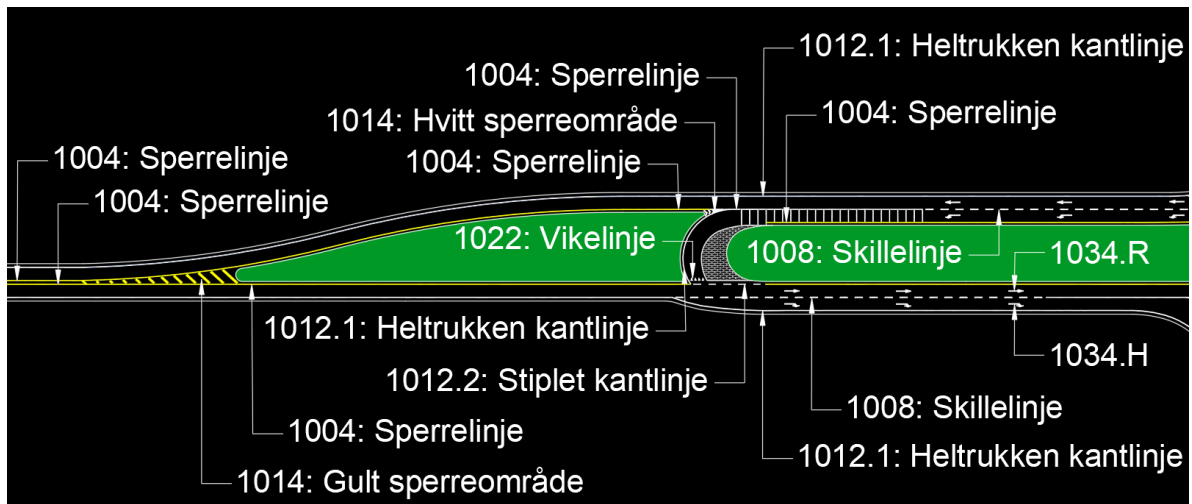 1012.1: Heltrukken kantlinje
1004: Sperrelinje
1014: Hvitt sperreområde
1004: Sperrelinje
1004: Sperrelinje
1004: Sperrelinje
1004: Sperrelinje
1022: Vikelinje
1008: Skillelinje
1034.R
1012.1: Heltrukken kantlinje
1034.H
1012.2: Stiplet kantlinje
1008: Skillelinje
1004: Sperrelinje
1012.1: Heltrukken kantlinje
1014: Gult sperreområde